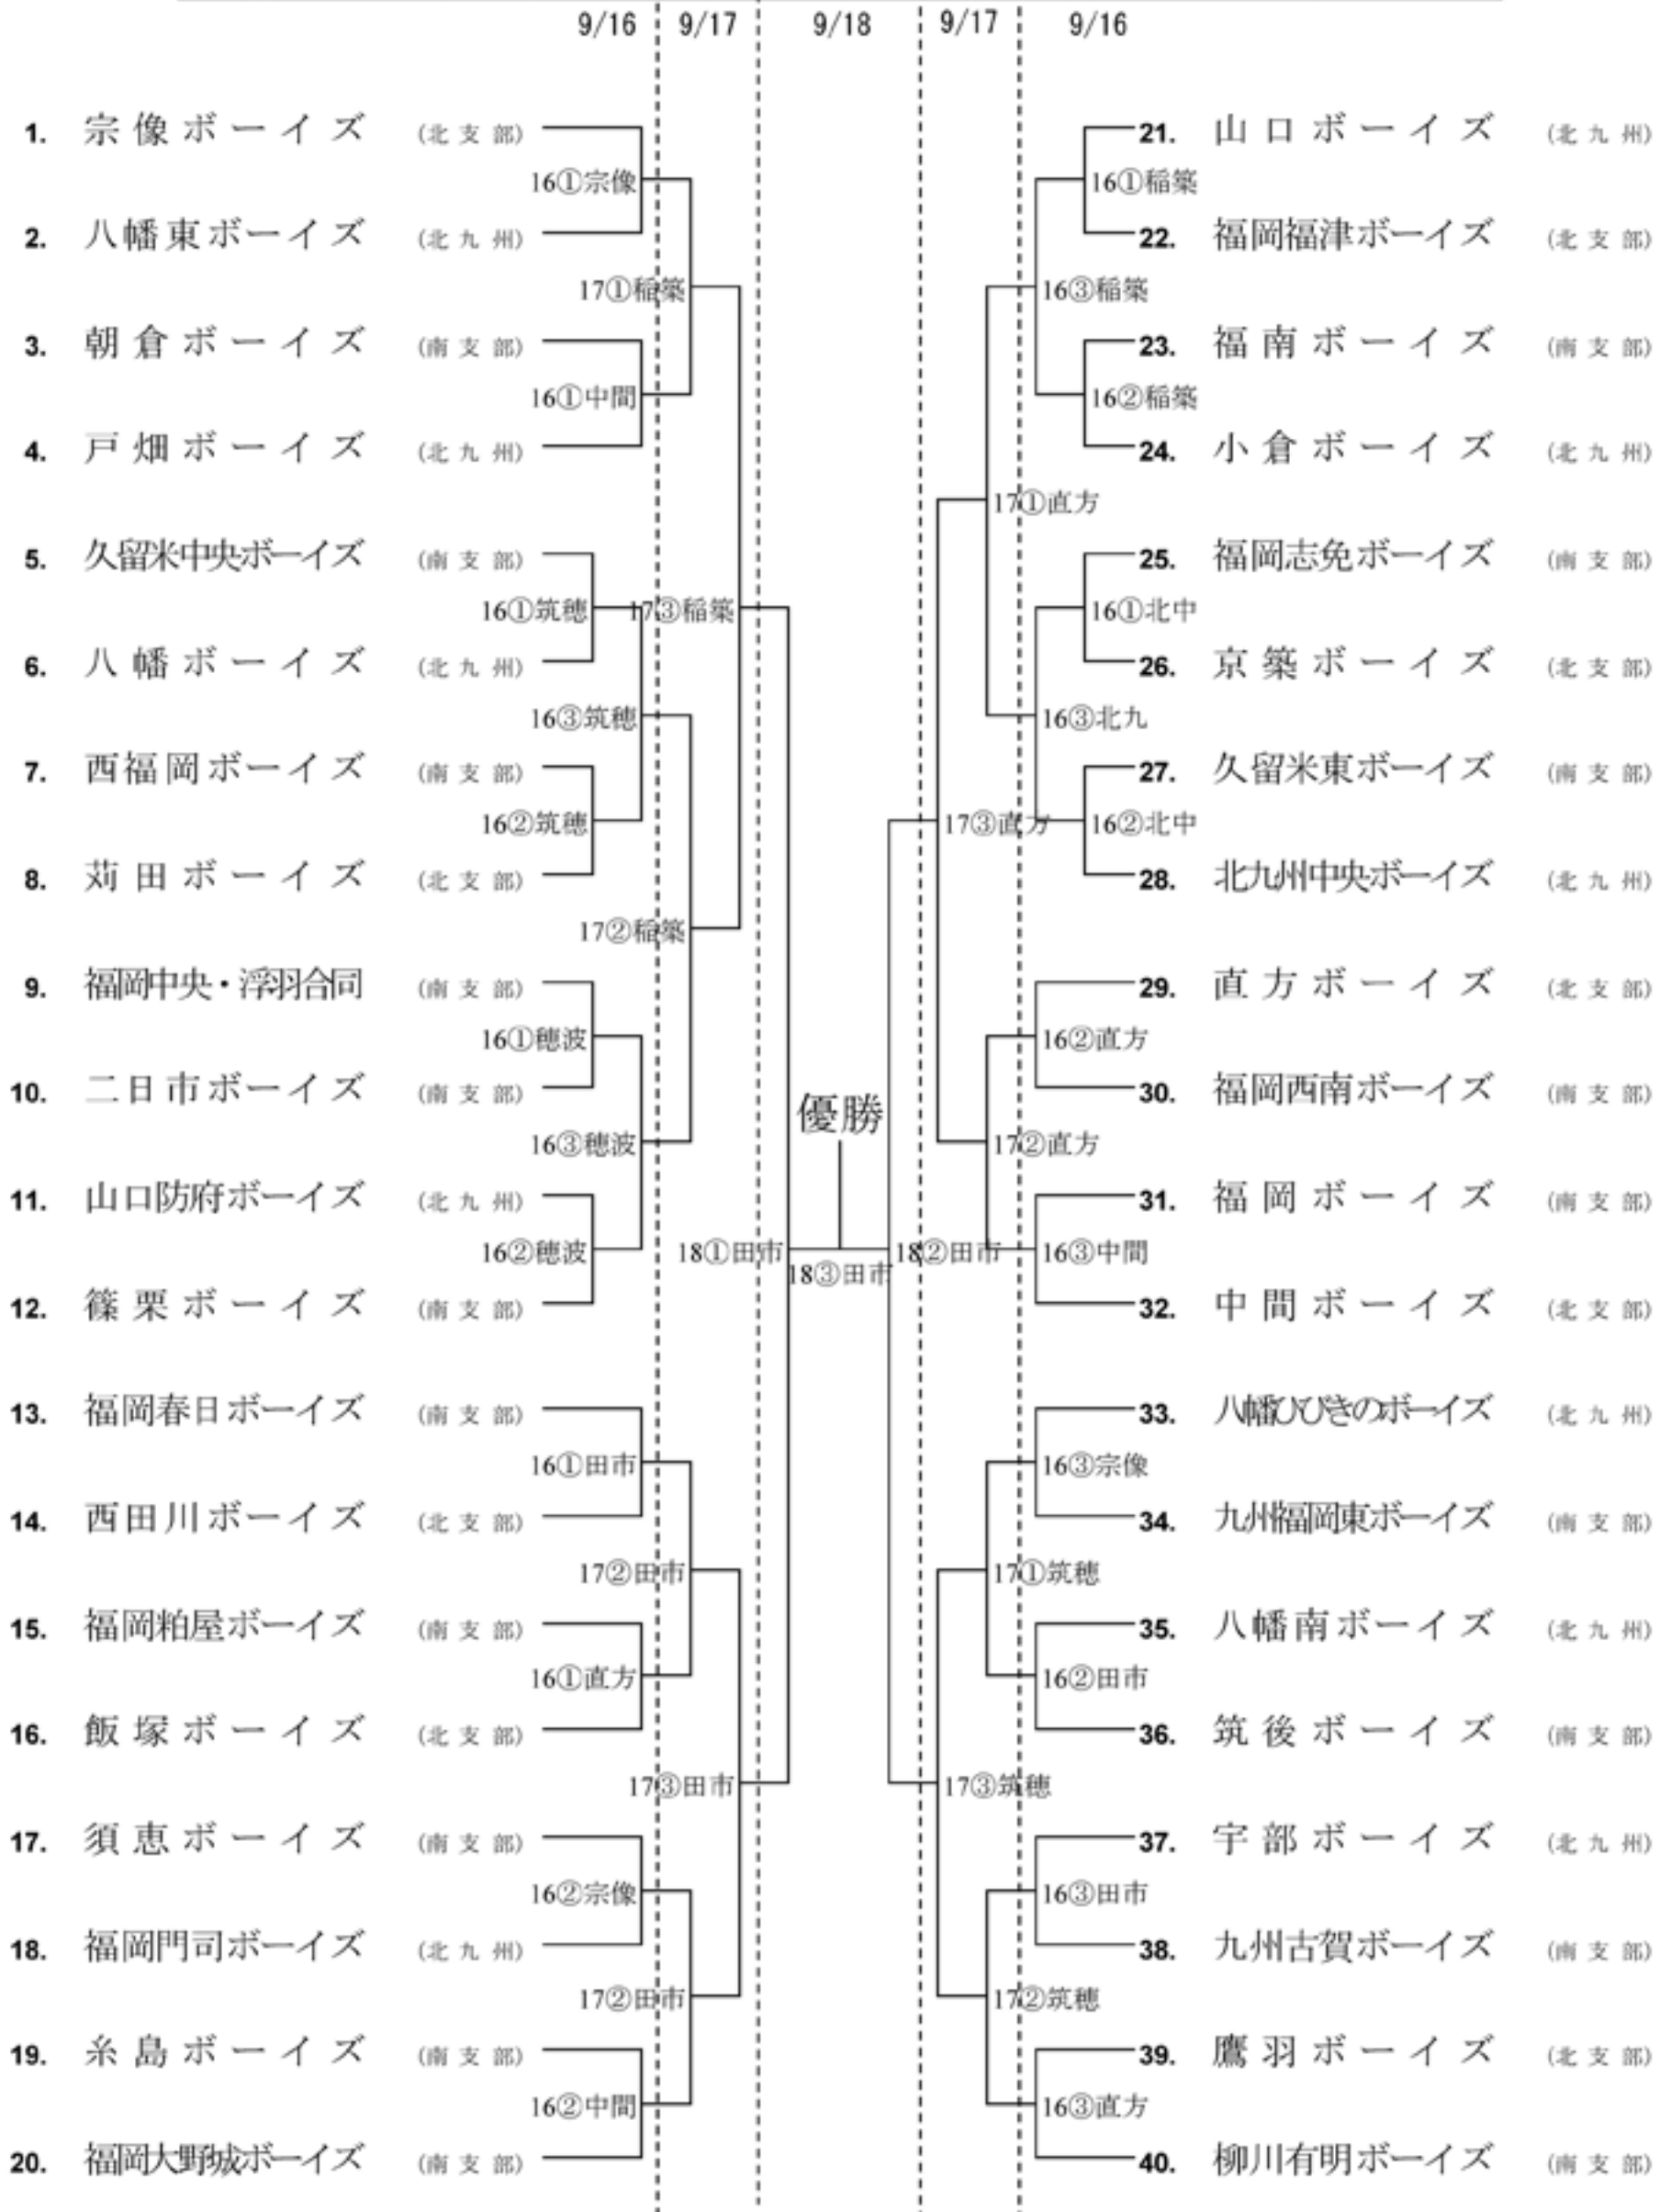 9/16 9/17 9/18 9/17 9/16
1. 宗像ボーイズ (北支部) 21. 山口ボーイズ (北九州)
16①宗像 16①稲築
2. 八幡東ボーイズ (北九州) 22. 福岡福津ボーイズ (北支部)
17①稲築 16③稲築
3. 朝倉ボーイズ (南支部) 23. 福南ボーイズ (南支部)
16①中間 16②稲築
4. 戸畑ボーイズ (北九州) 24. 小倉ボーイズ (北九州)
17①直方
5. 久留米中央ボーイズ (南支部) 25. 福岡志免ボーイズ (南支部)
16①筑穂 17③稲築 16①北中
6. 八幡ボーイズ (北九州) 26. 京築ボーイズ (北支部)
16③筑穂 16③北九
7. 西福岡ボーイズ (南支部) 27. 久留米東ボーイズ (南支部)
16②筑穂 17③直方 16②北中
8. 苅田ボーイズ (北支部) 28. 北九州中央ボーイズ (北九州)
17②稲築
9. 福岡中央・浮羽合同 (南支部) 29. 直方ボーイズ (北支部)
16①穂波 16②直方
10. 二日市ボーイズ (南支部) 30. 福岡西南ボーイズ (南支部)
優勝
16③穂波 17②直方
11. 山口防府ボーイズ (北九州) 31. 福岡ボーイズ (南支部)
16②穂波 18①田市 18②田市 16③中間
18③田市
12. 篠栗ボーイズ (南支部) 32. 中間ボーイズ (北支部)
13. 福岡春日ボーイズ (南支部) 33. 八幡ひびきのボーイズ (北九州)
16①田市 16③宗像
14. 西田川ボーイズ (北支部) 34. 九州福岡東ボーイズ (南支部)
17②田市 17①筑穂
15. 福岡粕屋ボーイズ (南支部) 35. 八幡南ボーイズ (北九州)
16①直方 16②田市
16. 飯塚ボーイズ (北支部) 36. 筑後ボーイズ (南支部)
17③田市 17③筑穂
17. 須恵ボーイズ (南支部) 37. 宇部ボーイズ (北九州)
16②宗像 16③田市
18. 福岡門司ボーイズ (北九州) 38. 九州古賀ボーイズ (南支部)
17②田市 17②筑穂
19. 糸島ボーイズ (南支部) 39. 鷹羽ボーイズ (北支部)
16②中間 16③直方
20. 福岡大野城ボーイズ (南支部) 40. 柳川有明ボーイズ (南支部)